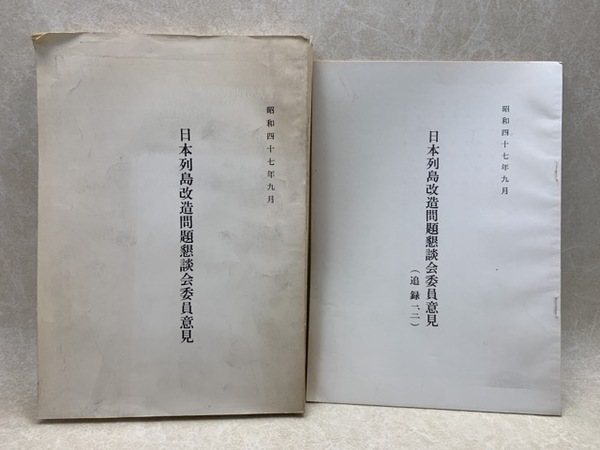 昭和四十七年九月
日本列島改造問題懇談会委員意見
昭和四十七年九月
日本列島改造問題懇談会委員意見
（追録一、二）